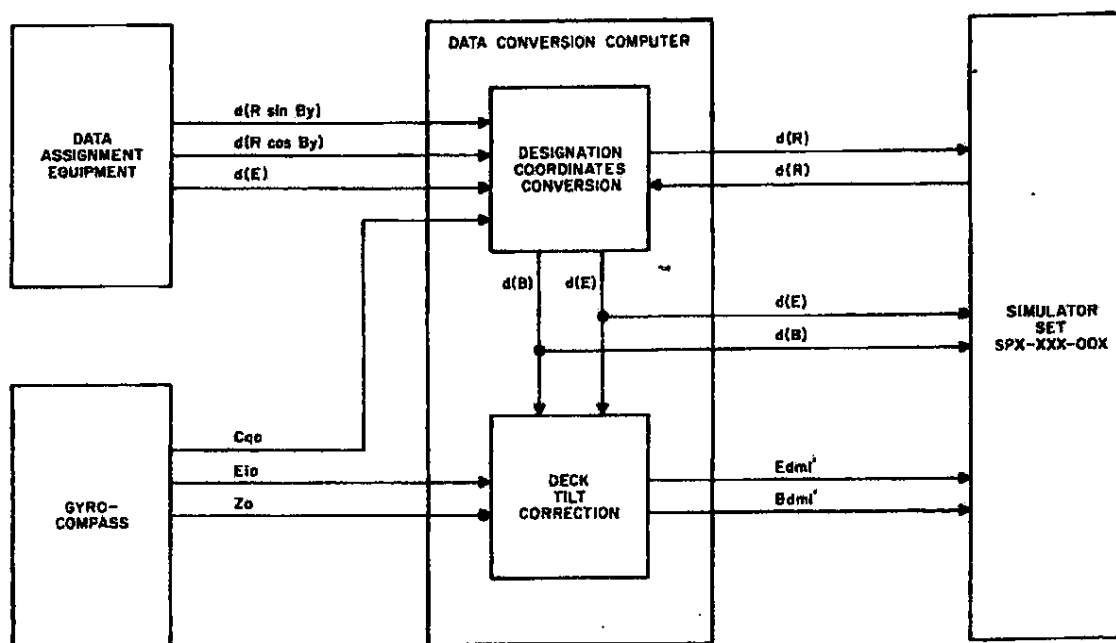 DATA CONVERSION COMPUTER
DATA
ASSIGNMENT
EQUIPMENT
d(R sin By)
d(R cos By)
d(E)
DESIGNATION
COORDINATES
CONVERSION
d(R)
d(R)
d(B)
d(E)
d(E)
d(B)
SIMULATOR
SET
SPX-XXX-OOX
GYRO-
COMPASS
Cqo
Eio
Zo
DECK
TILT
CORRECTION
Edml'
Bdml'